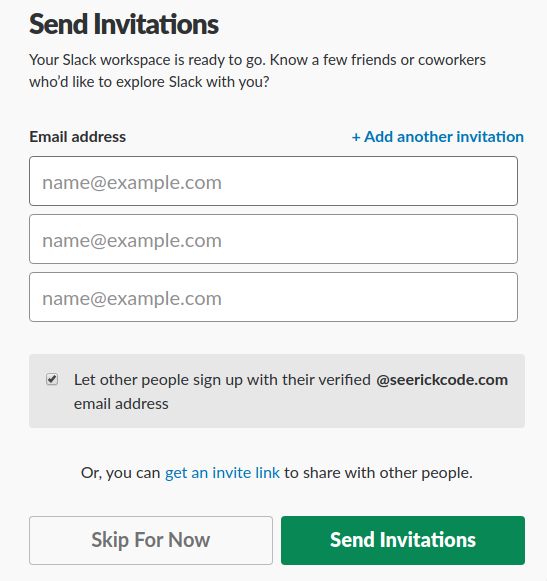 Send Invitations
Your Slack workspace is ready to go. Know a few friends or coworkers
who'd like to explore Slack with you?
Email address
+ Add another invitation
name@example.com
name@example.com
name@example.com
Let other people sign up with their verified @seerickcode.com
email address
Or, you can get an invite link to share with other people.
Skip For Now
Send Invitations